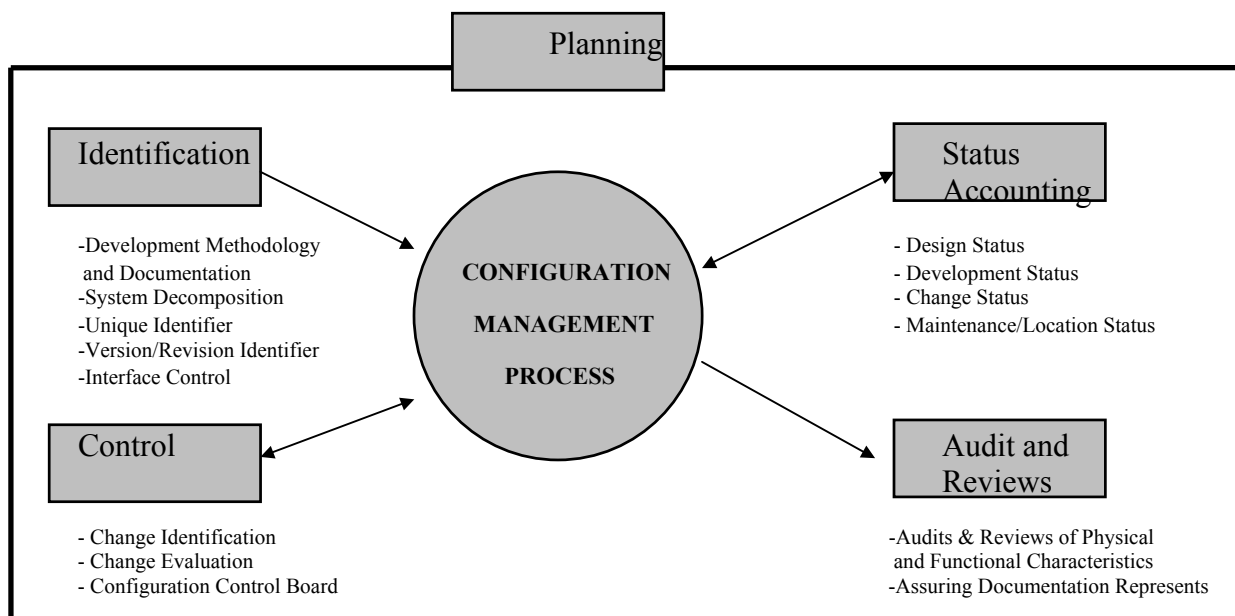 Planning
Identification
-Development Methodology
and Documentation
-System Decomposition
-Unique Identifier
-Version/Revision Identifier
-Interface Control
Control
- Change Identification
- Change Evaluation
- Configuration Control Board
CONFIGURATION
MANAGEMENT
PROCESS
Status
Accounting
- Design Status
- Development Status
- Change Status
- Maintenance/Location Status
Audit and
Reviews
-Audits & Reviews of Physical
and Functional Characteristics
-Assuring Documentation Represents